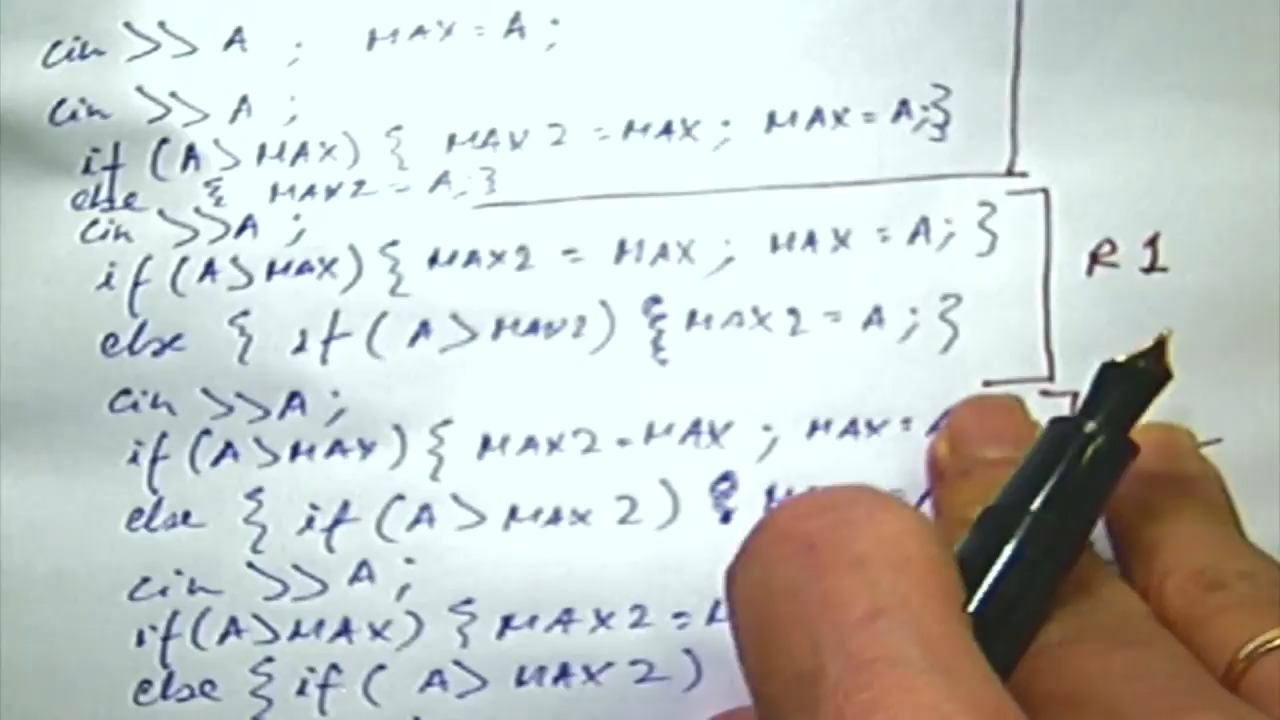 cin >> A ; MAX = A ;
cin >> A ;
if (A > MAX) { MAX 2 = MAX ; MAX = A ; }
else { MAX2 = A ; }
cin >> A ;
if (A > MAX) { MAX2 = MAX ; MAX = A ; }
else { if ( A > MAX2) { MAX 2 = A ; }
R 1
cin >> A ;
if (A > MAX) { MAX2 = MAX ; MAX =
else { if (A > MAX 2) {
cin >> A ;
if (A > MAX) { MAX2 =
else { if ( A > MAX 2)